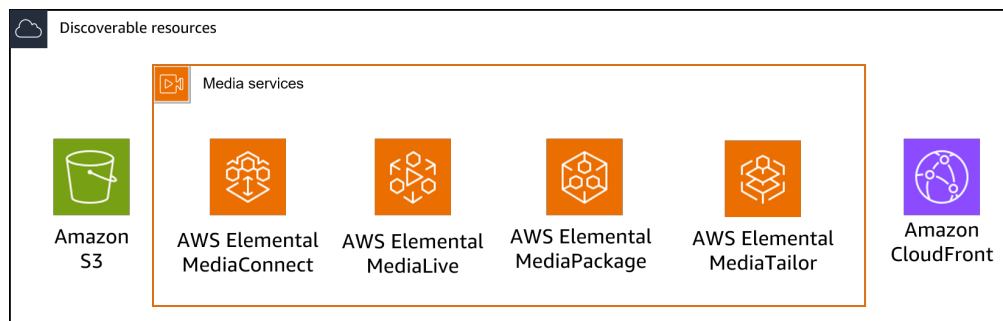 Discoverable resources
Media services
Amazon
S3
AWS Elemental
MediaConnect
AWS Elemental
MediaLive
AWS Elemental
MediaPackage
AWS Elemental
MediaTailor
Amazon
CloudFront